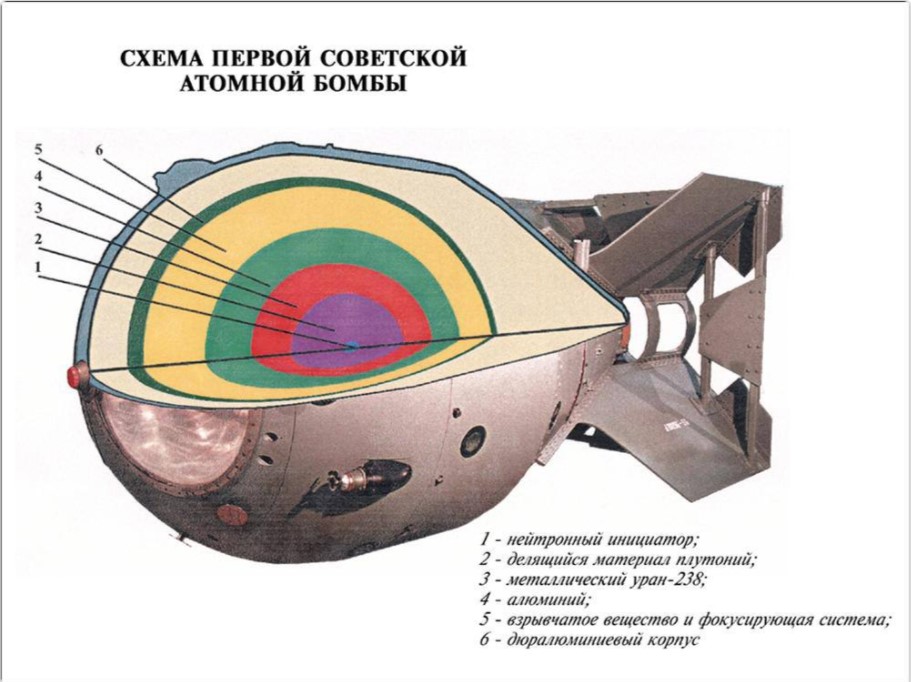 СХЕМА ПЕРВОЙ СОВЕТСКОЙ
АТОМНОЙ БОМБЫ
5
6
4
3
2
1
1 - нейтронный инициатор;
2 - делящийся материал плутоний;
3 - металлический уран-238;
4 - алюминий;
5 - взрывчатое вещество и фокусирующая система;
6 - дюралюминиевый корпус